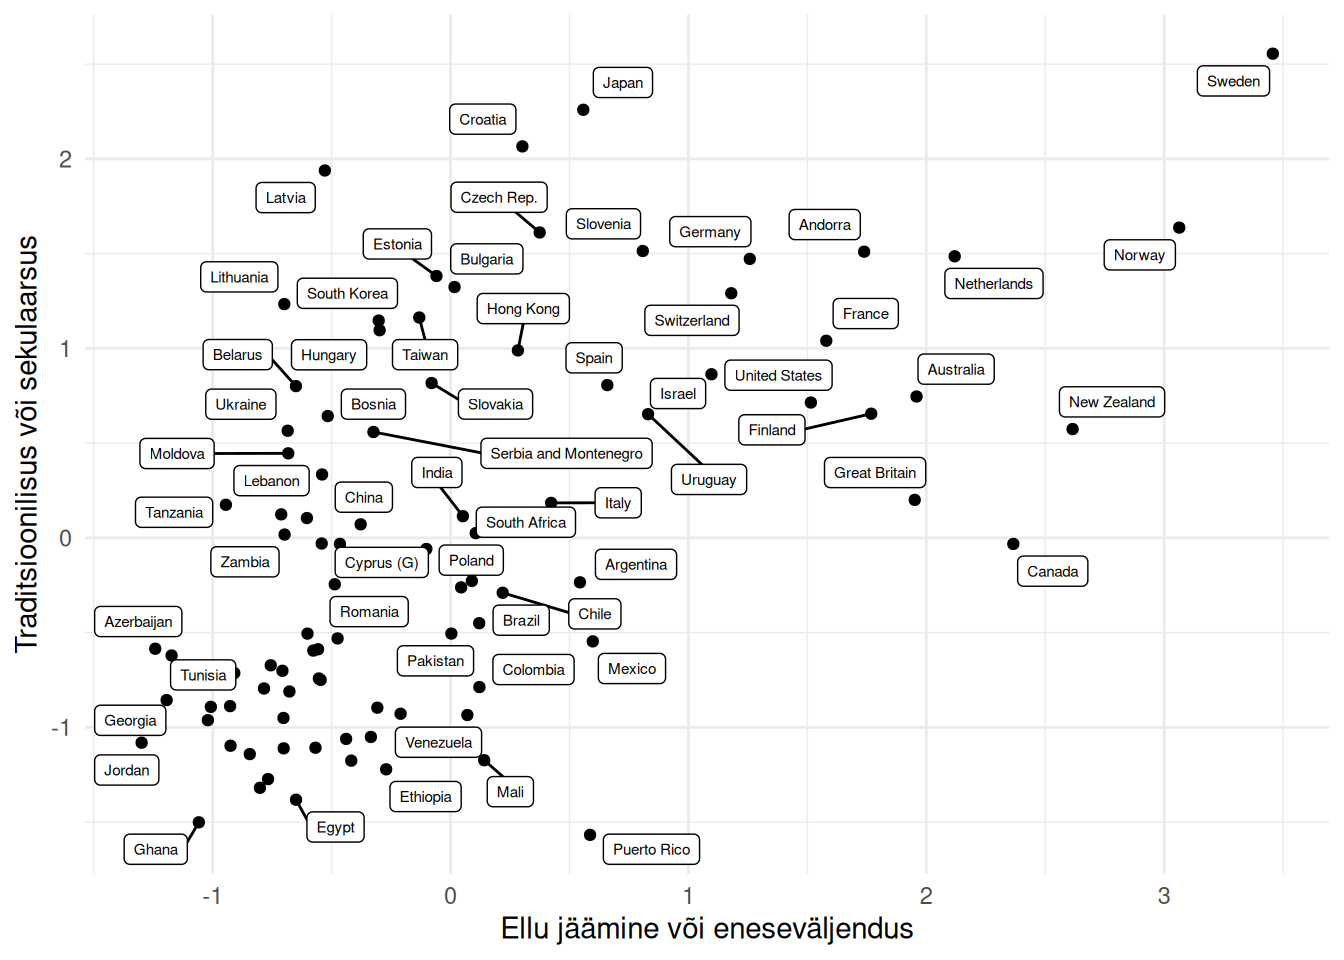 Sweden
Japan
Croatia
Latvia
Czech Rep.
Slovenia
Germany
Andorra
Norway
Estonia
Bulgaria
Lithuania
South Korea
Netherlands
Hong Kong
Switzerland
France
Belarus
Hungary
Taiwan
Spain
United States
Australia
Israel
New Zealand
Ukraine
Bosnia
Slovakia
Finland
Moldova
Serbia and Montenegro
Lebanon
India
Uruguay
Great Britain
China
Italy
Tanzania
South Africa
Zambia
Cyprus (G)
Poland
Argentina
Canada
Romania
Azerbaijan
Brazil
Chile
Pakistan
Colombia
Mexico
Tunisia
Georgia
Venezuela
Jordan
Ethiopia
Mali
Egypt
Ghana
Puerto Rico
2
1
0
-1
-1
0
1
2
3
Traditsioonilisus või sekulaarsus
Ellu jäämine või eneseväljendus